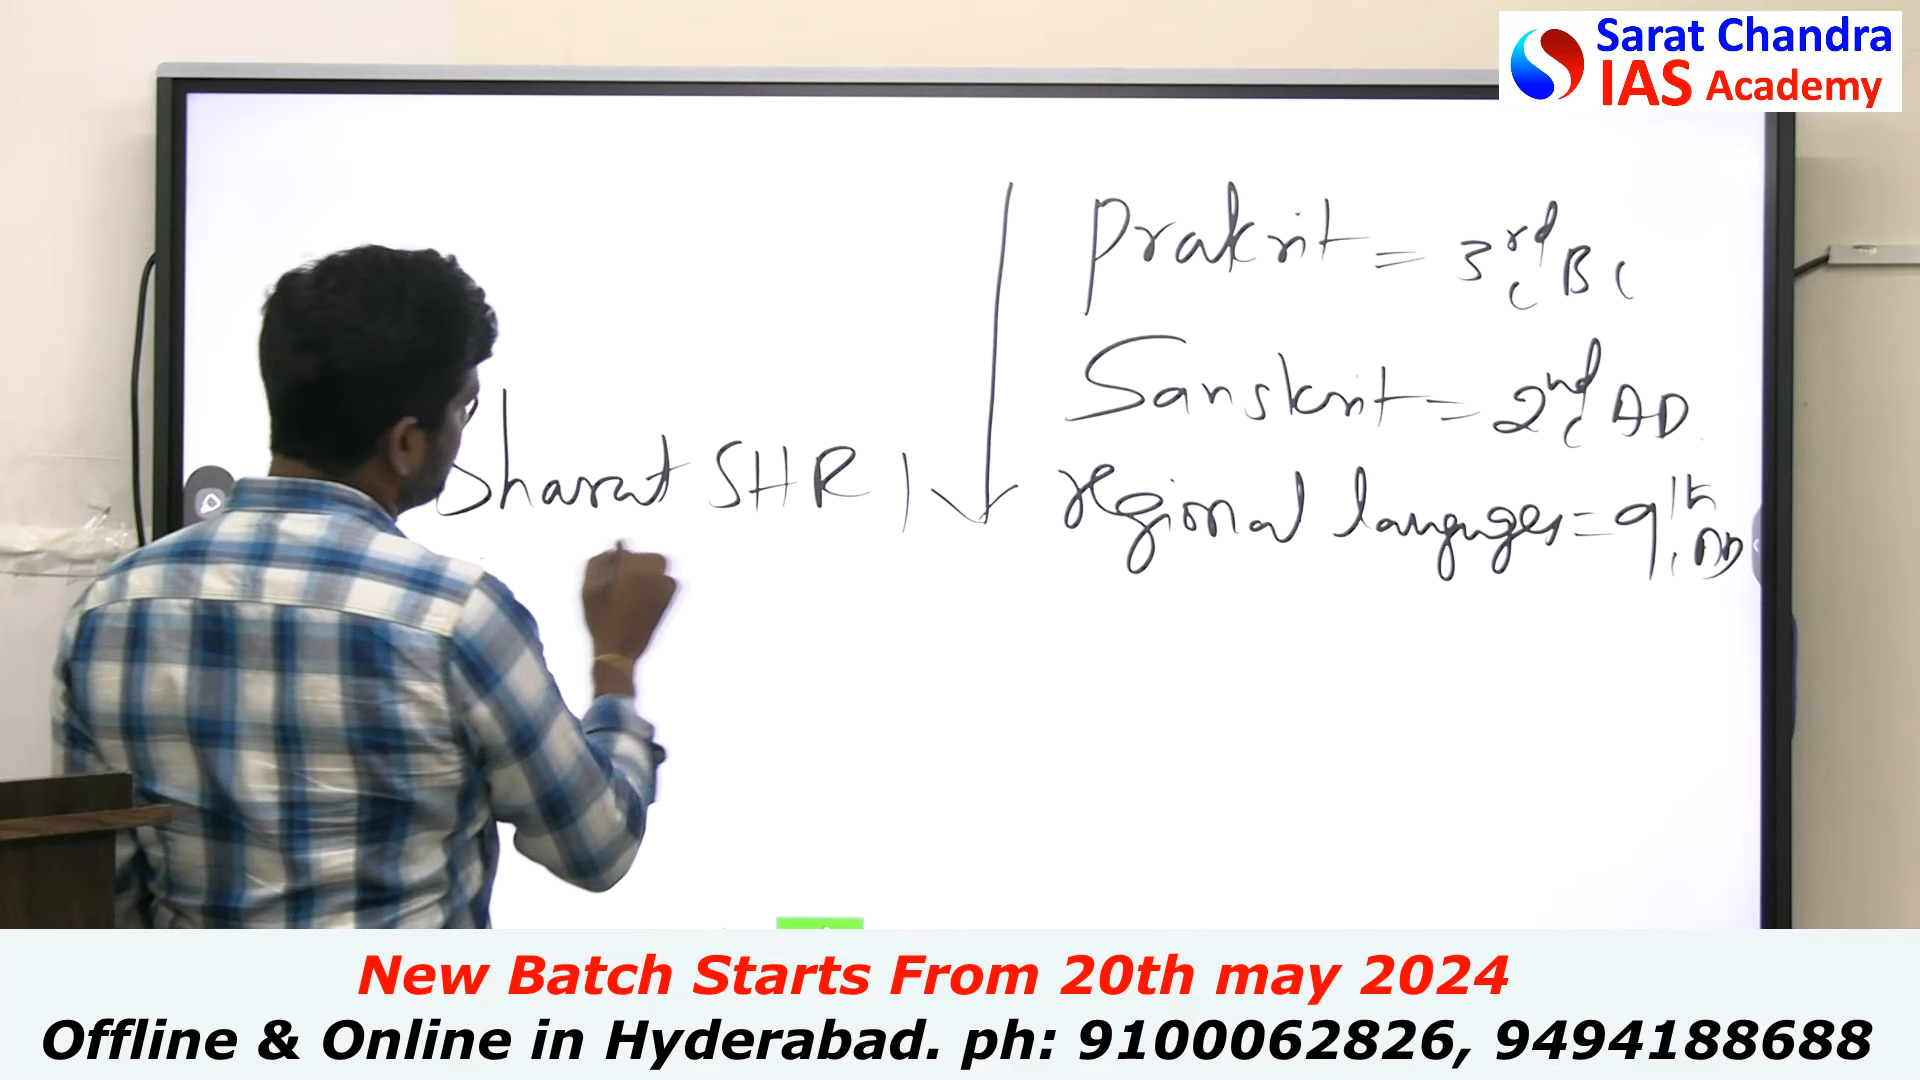 Sarat Chandra
IAS Academy
Prakrit = 3rd c BC
Sanskrit = 2nd c AD
Bharat SHRI
regional languages = 9th c AD
New Batch Starts From 20th may 2024
Offline & Online in Hyderabad. ph: 9100062826, 9494188688